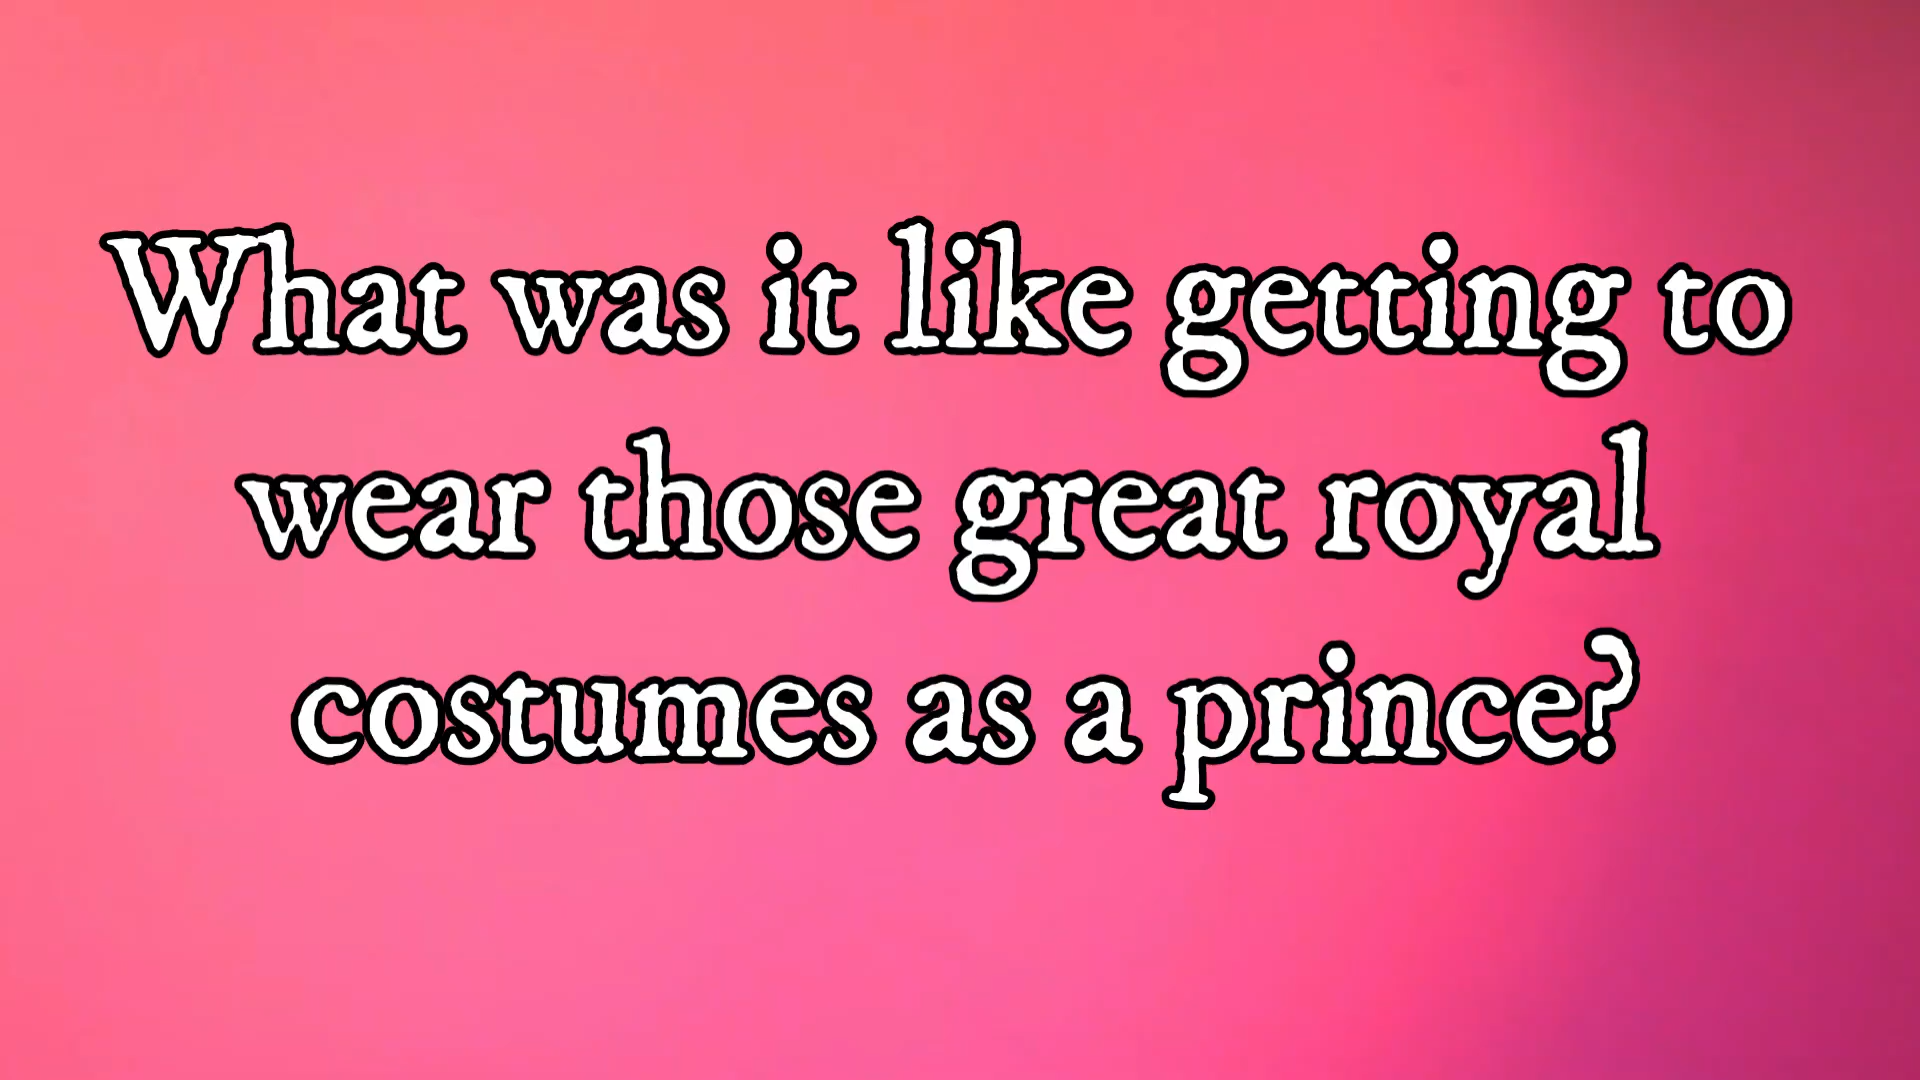 What was it like getting to
wear those great royal
costumes as a prince?